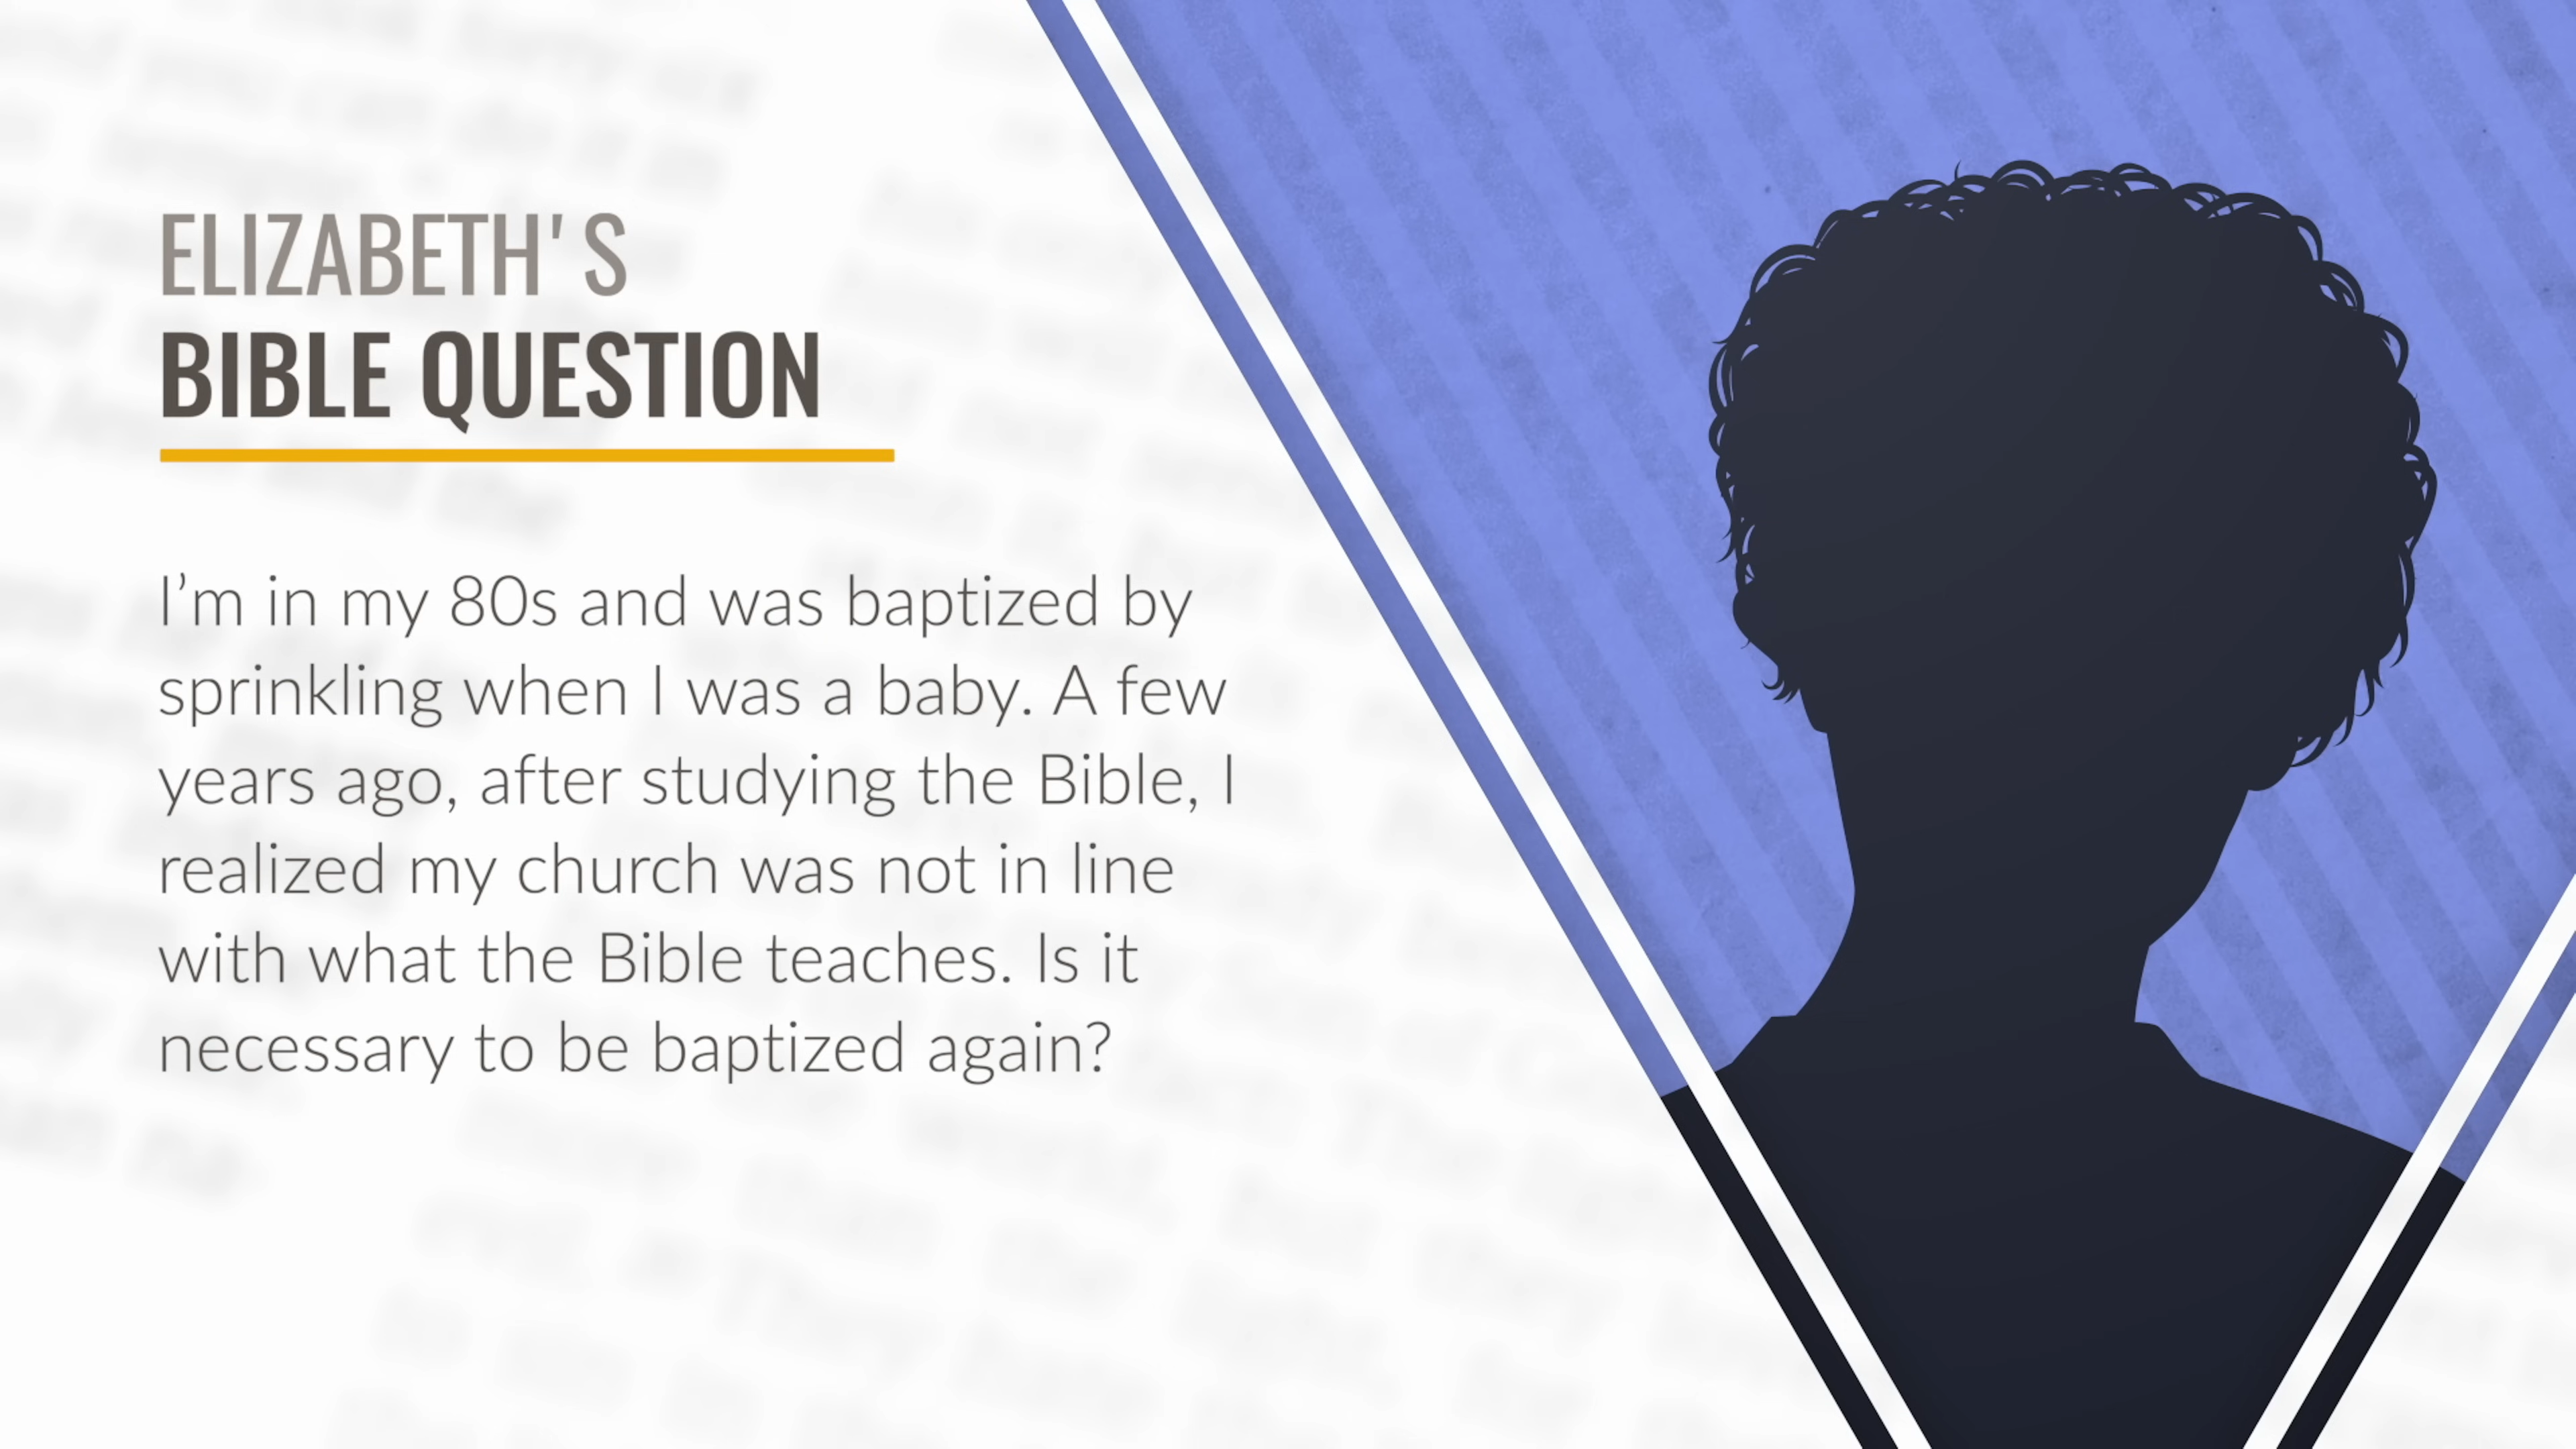 ELIZABETH'S
BIBLE QUESTION
I’m in my 80s and was baptized by
sprinkling when I was a baby. A few
years ago, after studying the Bible, I
realized my church was not in line
with what the Bible teaches. Is it
necessary to be baptized again?